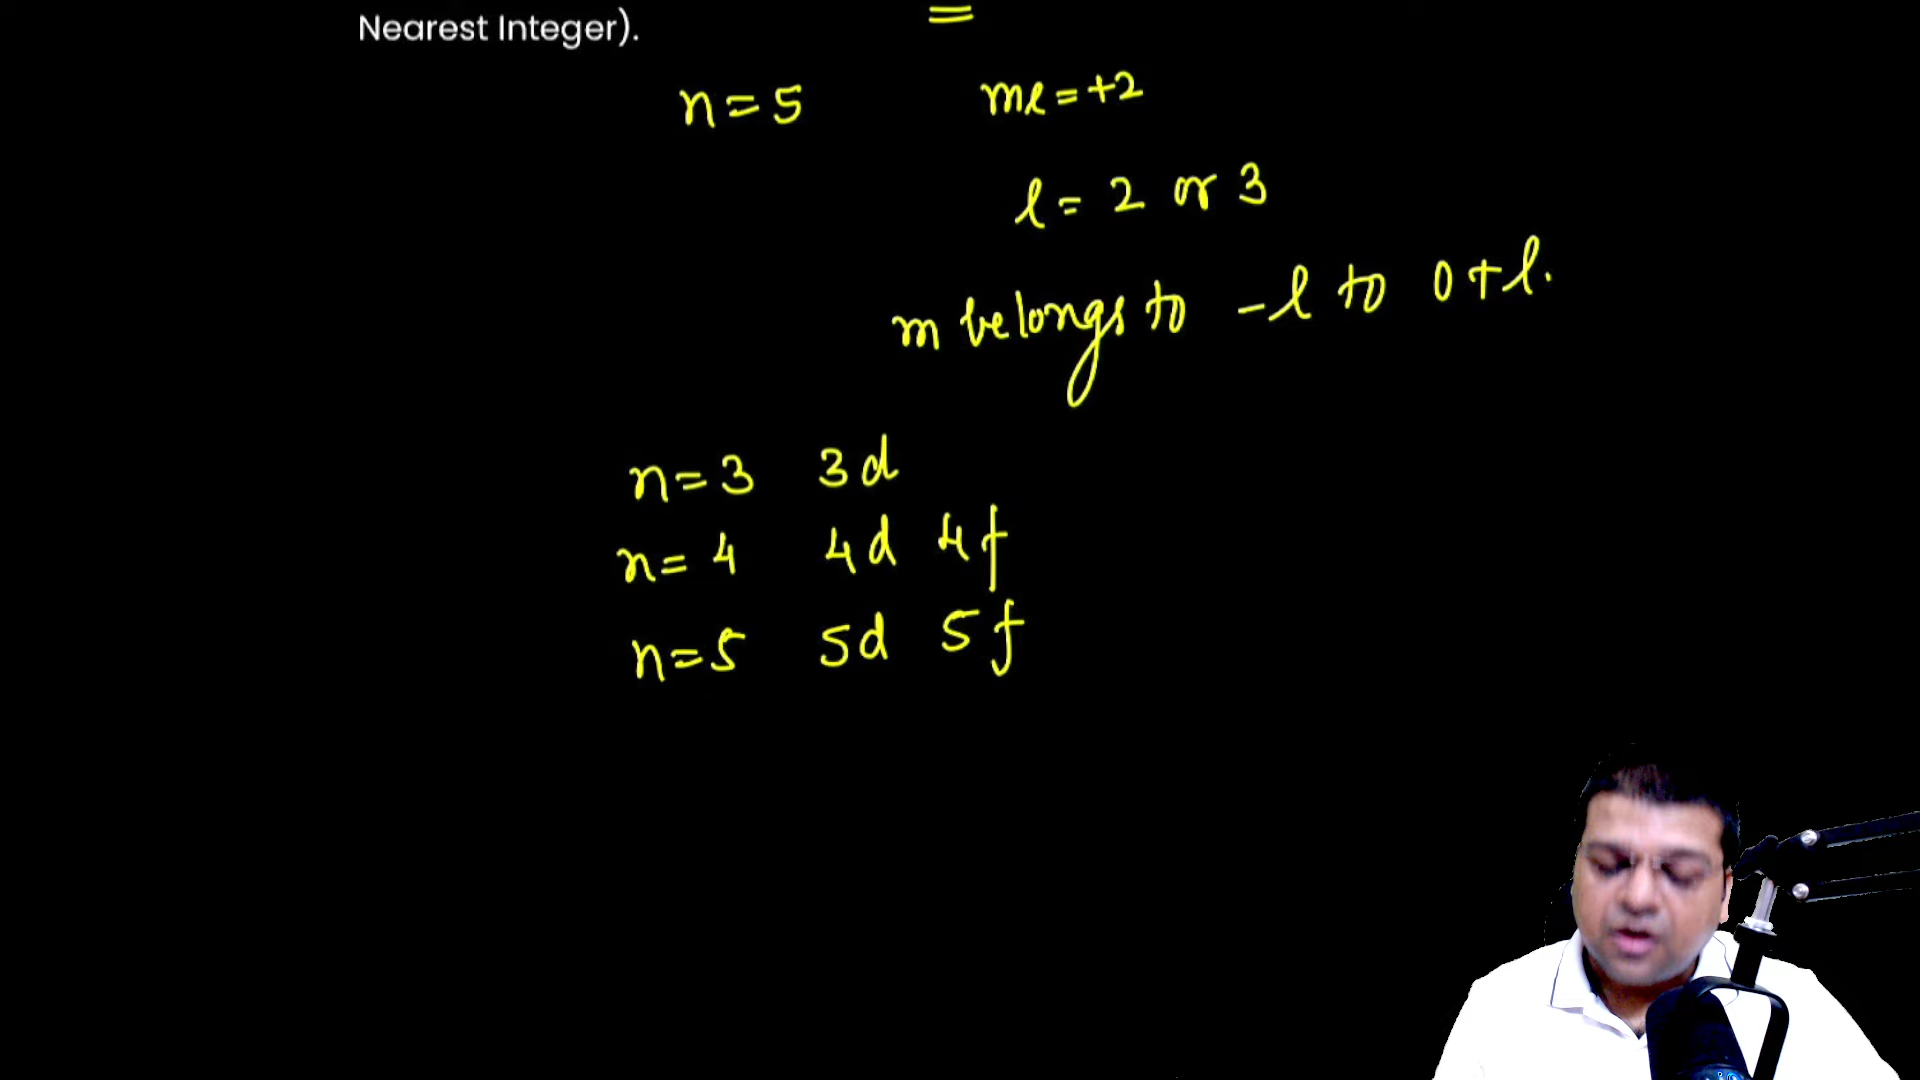 Nearest Integer).
=
n = 5 ml = +2
l = 2 or 3
m belongs to -l to 0 + l.
n = 3 3d
n = 4 4d 4f
n = 5 5d 5f